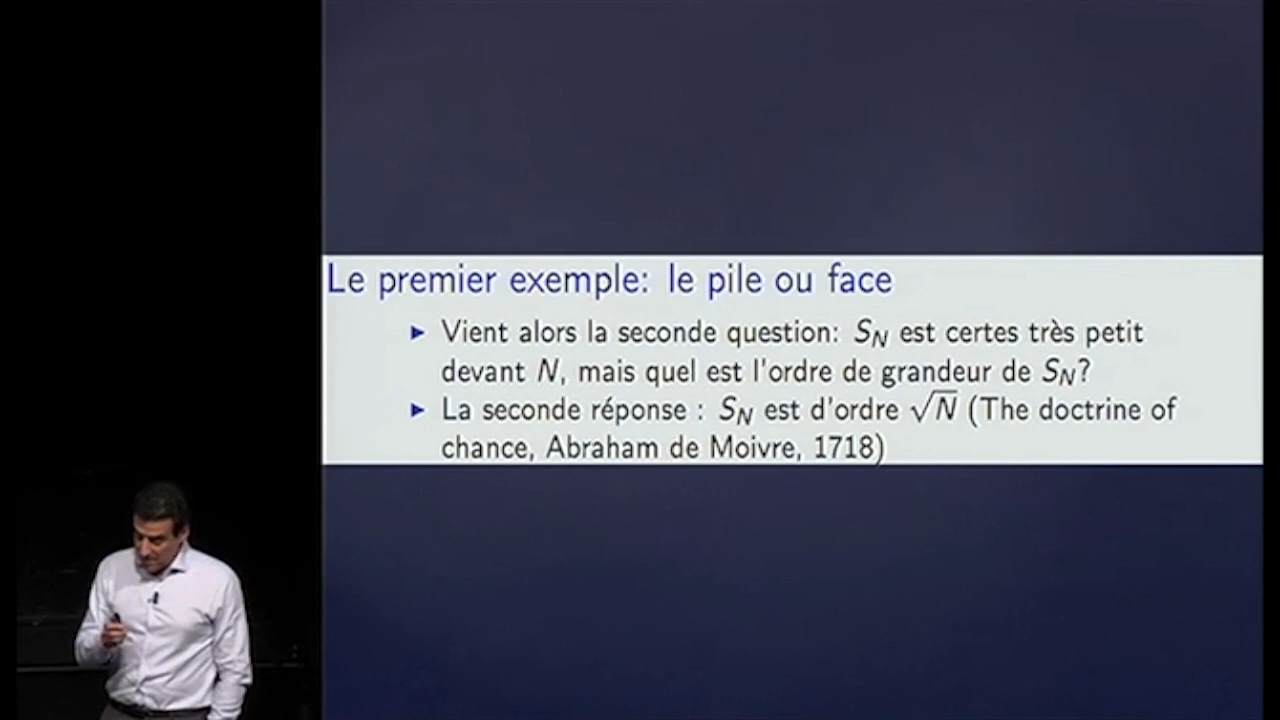 Le premier exemple: le pile ou face
► Vient alors la seconde question: $S_N$ est certes très petit
devant $N$, mais quel est l'ordre de grandeur de $S_N$?
► La seconde réponse : $S_N$ est d'ordre $\sqrt{N}$ (The doctrine of
chance, Abraham de Moivre, 1718)